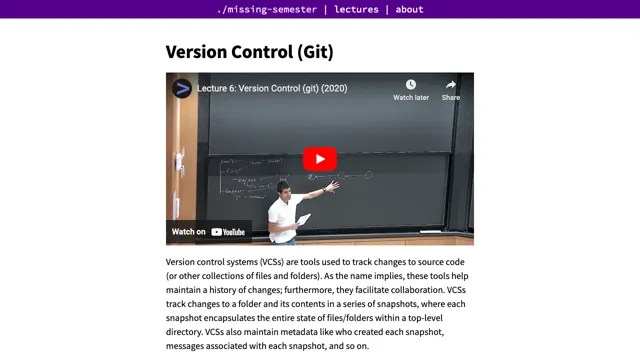 ./missing-semester | lectures | about
Version Control (Git)
Lecture 6: Version Control (git) (2020)
Watch later
Share
Watch on YouTube
Version control systems (VCSs) are tools used to track changes to source code
(or other collections of files and folders). As the name implies, these tools help
maintain a history of changes; furthermore, they facilitate collaboration. VCSs
track changes to a folder and its contents in a series of snapshots, where each
snapshot encapsulates the entire state of files/folders within a top-level
directory. VCSs also maintain metadata like who created each snapshot,
messages associated with each snapshot, and so on.